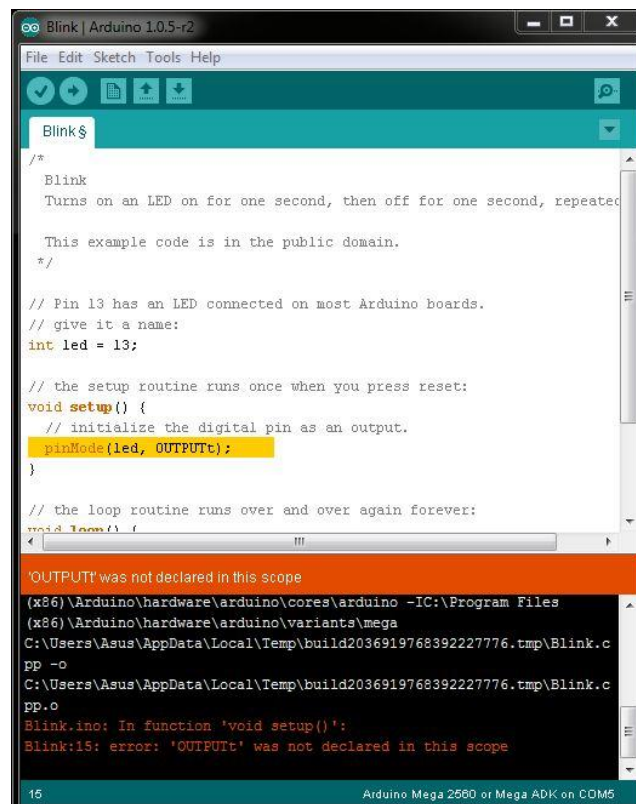 Blink | Arduino 1.0.5-r2
File Edit Sketch Tools Help
Blink §
/*
Blink
Turns on an LED on for one second, then off for one second, repeated
This example code is in the public domain.
*/
// Pin 13 has an LED connected on most Arduino boards.
// give it a name:
int led = 13;
// the setup routine runs once when you press reset:
void setup() {
// initialize the digital pin as an output.
pinMode(led, OUTPUTt);
}
// the loop routine runs over and over again forever:
void loop() {
'OUTPUTt' was not declared in this scope
(x86)\Arduino\hardware\arduino\cores\arduino -IC:\Program Files
(x86)\Arduino\hardware\arduino\variants\mega
C:\Users\Asus\AppData\Local\Temp\build2036919768392227776.tmp\Blink.c
pp -o
C:\Users\Asus\AppData\Local\Temp\build2036919768392227776.tmp\Blink.c
pp.o
Blink.ino: In function 'void setup()':
Blink:15: error: 'OUTPUTt' was not declared in this scope
15 Arduino Mega 2560 or Mega ADK on COM5